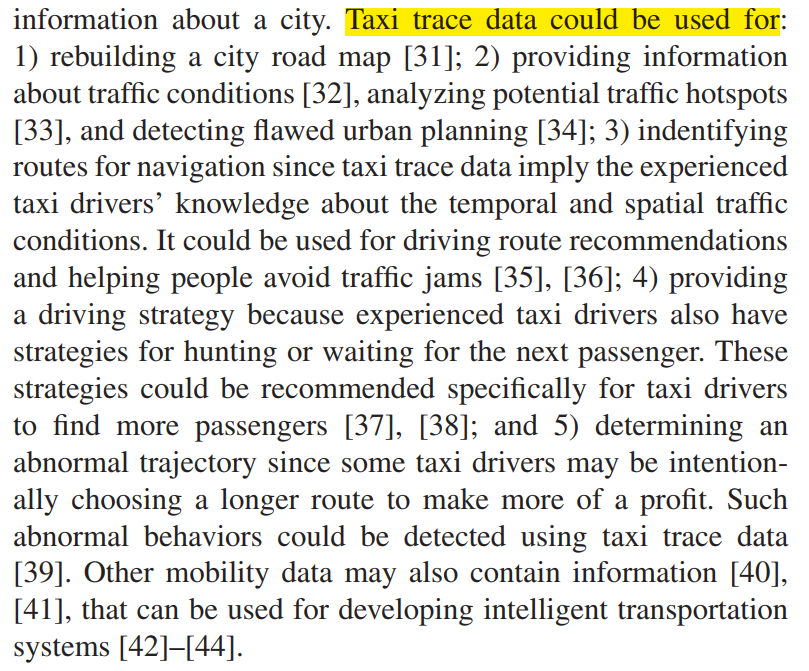 information about a city. Taxi trace data could be used for:
1) rebuilding a city road map [31]; 2) providing information
about traffic conditions [32], analyzing potential traffic hotspots
[33], and detecting flawed urban planning [34]; 3) indentifying
routes for navigation since taxi trace data imply the experienced
taxi drivers’ knowledge about the temporal and spatial traffic
conditions. It could be used for driving route recommendations
and helping people avoid traffic jams [35], [36]; 4) providing
a driving strategy because experienced taxi drivers also have
strategies for hunting or waiting for the next passenger. These
strategies could be recommended specifically for taxi drivers
to find more passengers [37], [38]; and 5) determining an
abnormal trajectory since some taxi drivers may be intention-
ally choosing a longer route to make more of a profit. Such
abnormal behaviors could be detected using taxi trace data
[39]. Other mobility data may also contain information [40],
[41], that can be used for developing intelligent transportation
systems [42]–[44].